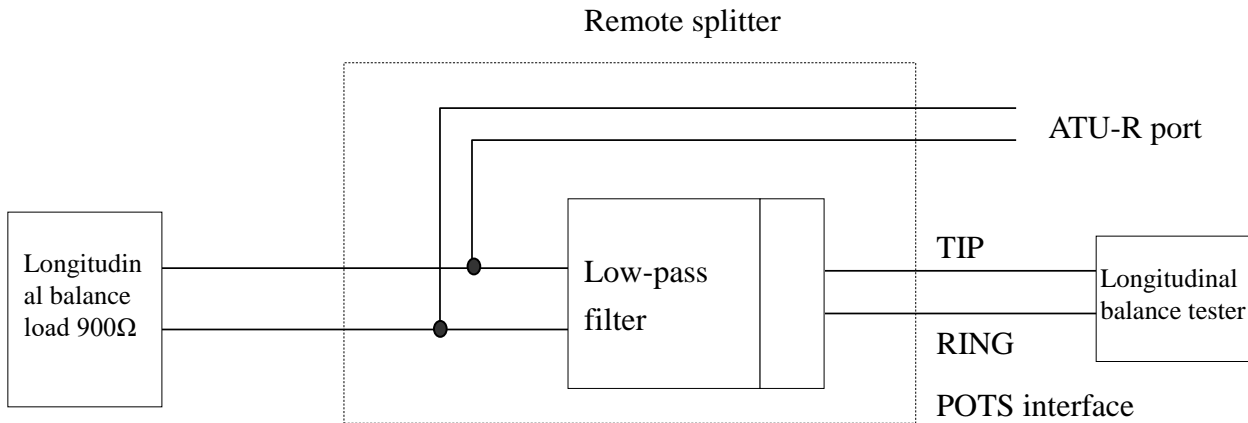 Remote splitter
ATU-R port
Longitudin
al balance
load 900Ω
Low-pass
filter
TIP
RING
POTS interface
Longitudinal
balance tester